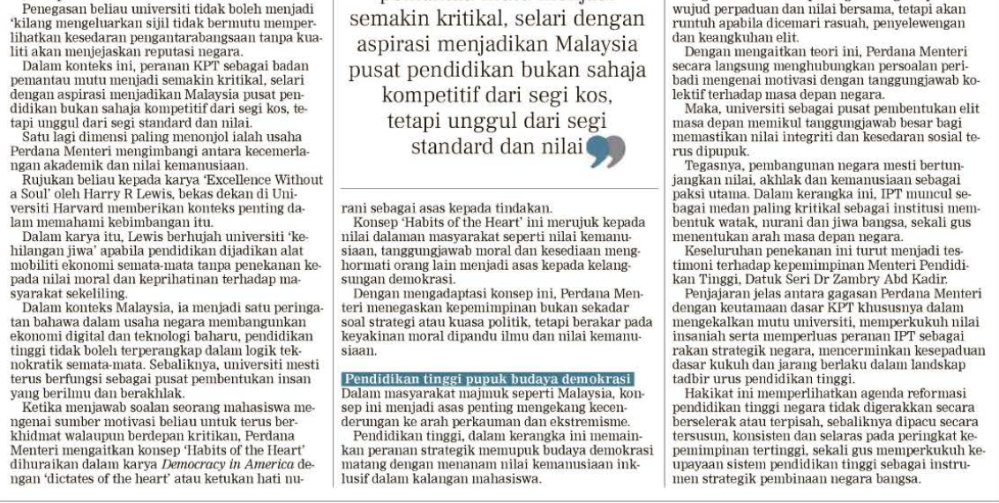 Penegasan beliau universiti tidak boleh menjadi
‘kilang mengeluarkan sijil tidak bermutu memper-
lihatkan kesedaran pengantarabangsaan tanpa kua-
liti akan menjejaskan reputasi negara.
Dalam konteks ini, peranan KPT sebagai badan
pemantau mutu menjadi semakin kritikal, selari
dengan aspirasi menjadikan Malaysia pusat pen-
didikan bukan sahaja kompetitif dari segi kos, te-
tapi unggul dari segi standard dan nilai.
Satu lagi dimensi paling menonjol ialah usaha
Perdana Menteri mengimbangi antara kecemerla-
ngan akademik dan nilai kemanusiaan.
Rujukan beliau kepada karya ‘Excellence Without
a Soul’ oleh Harry R Lewis, bekas dekan di Uni-
versiti Harvard memberikan konteks penting da-
lam memahami kebimbangan itu.
Dalam karya itu, Lewis berhujah universiti ‘ke-
hilangan jiwa’ apabila pendidikan dijadikan alat
mobiliti ekonomi semata-mata tanpa penekanan ke-
pada nilai moral dan keprihatinan terhadap ma-
syarakat sekeliling.
Dalam konteks Malaysia, ia menjadi satu peringa-
tan bahawa dalam usaha negara membangunkan
ekonomi digital dan teknologi baharu, pendidikan
tinggi tidak boleh terperangkap dalam logik tek-
nokratik semata-mata. Sebaliknya, universiti mesti
terus berfungsi sebagai pusat pembentukan insan
yang berilmu dan berakhlak.
Ketika menjawab soalan seorang mahasiswa me-
ngenai sumber motivasi beliau untuk terus ber-
khidmat walaupun berdepan kritikan, Perdana
Menteri mengaitkan konsep ‘Habits of the Heart’
dihuraikan dalam karya Democracy in America de-
ngan ‘dictates of the heart’ atau ketukan hati nu-
semakin kritikal, selari dengan
aspirasi menjadikan Malaysia
pusat pendidikan bukan sahaja
kompetitif dari segi kos,
tetapi unggul dari segi
standard dan nilai
rani sebagai asas kepada tindakan.
Konsep ‘Habits of the Heart’ ini merujuk kepada
nilai dalaman masyarakat seperti nilai kemanu-
siaan, tanggungjawab moral dan kesediaan meng-
hormati orang lain menjadi asas kepada kelang-
sungan demokrasi.
Dengan mengadaptasi konsep ini, Perdana Men-
teri menegaskan kepemimpinan bukan sekadar
soal strategi atau kuasa politik, tetapi berakar pada
keyakinan moral dipandu ilmu dan nilai kemanu-
siaan.
Pendidikan tinggi pupuk budaya demokrasi
Dalam masyarakat majmuk seperti Malaysia, kon-
sep ini menjadi asas penting mengekang kecen-
derungan ke arah perkauman dan ekstremisme.
Pendidikan tinggi, dalam kerangka ini memain-
kan peranan strategik memupuk budaya demokrasi
matang dengan menanam nilai kemanusiaan ink-
lusif dalam kalangan mahasiswa.
wujud perpaduan dan nilai bersama, tetapi akan
runtuh apabila dicemari rasuah, penyelewengan
dan keangkuhan elit.
Dengan mengaitkan teori ini, Perdana Menteri
secara langsung menghubungkan persoalan peri-
badi mengenai motivasi dengan tanggungjawab ko-
lektif terhadap masa depan negara.
Maka, universiti sebagai pusat pembentukan elit
masa depan memikul tanggungjawab besar bagi
memastikan nilai integriti dan kesedaran sosial te-
rus dipupuk.
Tegasnya, pembangunan negara mesti bertun-
jangkan nilai, akhlak dan kemanusiaan sebagai
paksi utama. Dalam kerangka ini, IPT muncul se-
bagai medan paling kritikal sebagai institusi mem-
bentuk watak, nurani dan jiwa bangsa, sekali gus
menentukan arah masa depan negara.
Keseluruhan penekanan ini turut menjadi tes-
timoni terhadap kepemimpinan Menteri Pendidi-
kan Tinggi, Datuk Seri Dr Zambry Abd Kadir.
Penjajaran jelas antara gagasan Perdana Menteri
dengan keutamaan dasar KPT khususnya dalam
mengekalkan mutu universiti, memperkukuh nilai
insaniah serta memperluas peranan IPT sebagai
rakan strategik negara, mencerminkan kesepaduan
dasar kukuh dan jarang berlaku dalam landskap
tadbir urus pendidikan tinggi.
Hakikat ini memperlihatkan agenda reformasi
pendidikan tinggi negara tidak digerakkan secara
berselerak atau terpisah, sebaliknya dipacu secara
tersusun, konsisten dan selaras pada peringkat ke-
pemimpinan tertinggi, sekali gus memperkukuh ke-
upayaan sistem pendidikan tinggi sebagai instru-
men strategik pembinaan negara bangsa.